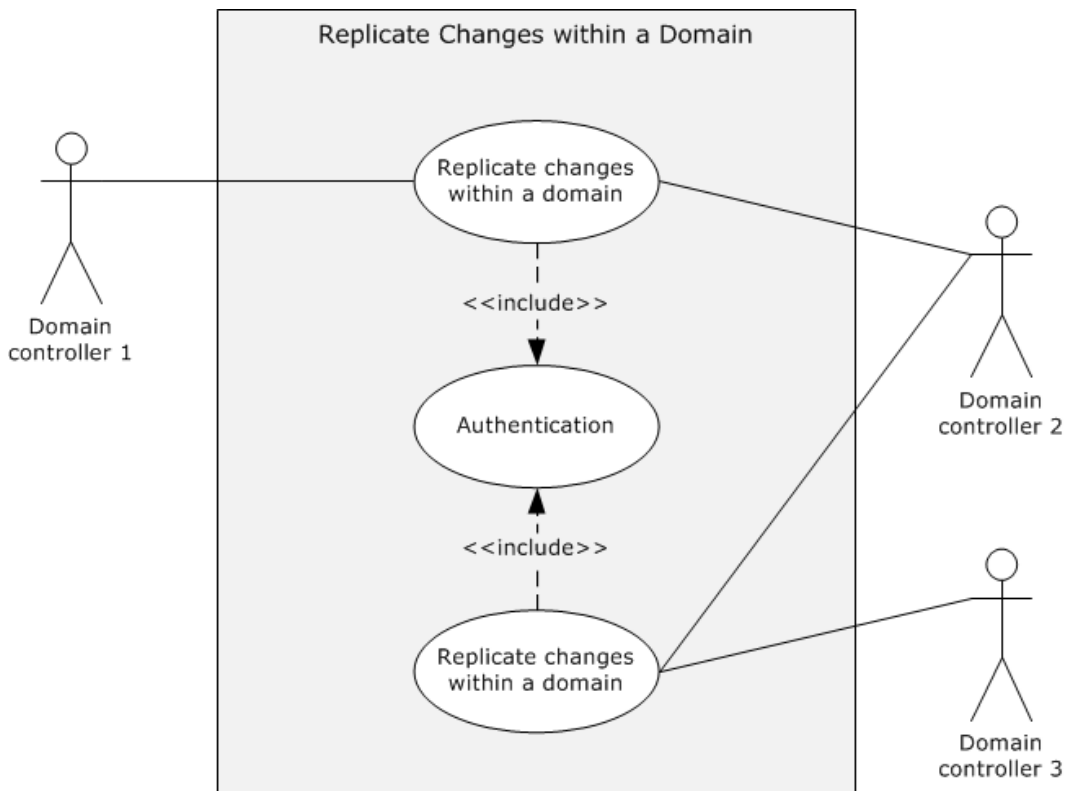 Replicate Changes within a Domain
Replicate changes
within a domain
<<include>>
Domain
controller 1
Domain
controller 2
Authentication
<<include>>
Replicate changes
within a domain
Domain
controller 3